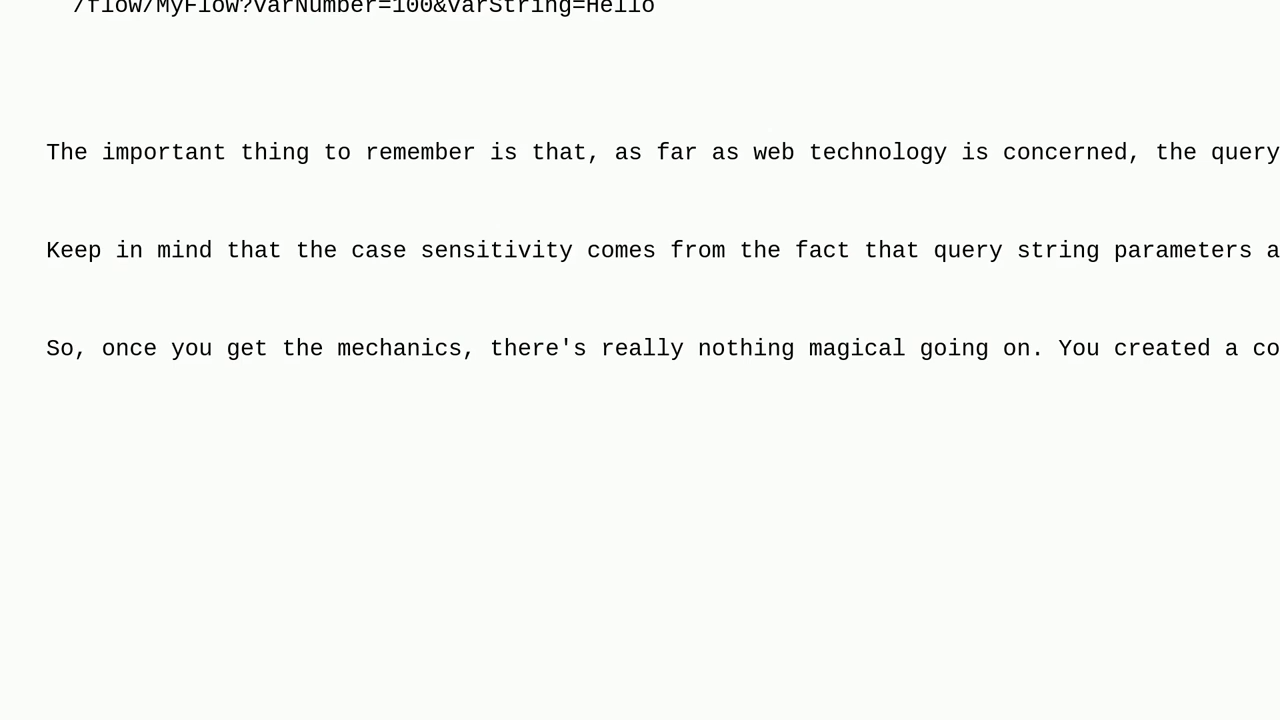 /flow/MyFlow?varNumber=100&varString=Hello
The important thing to remember is that, as far as web technology is concerned, the query
Keep in mind that the case sensitivity comes from the fact that query string parameters a
So, once you get the mechanics, there's really nothing magical going on. You created a co